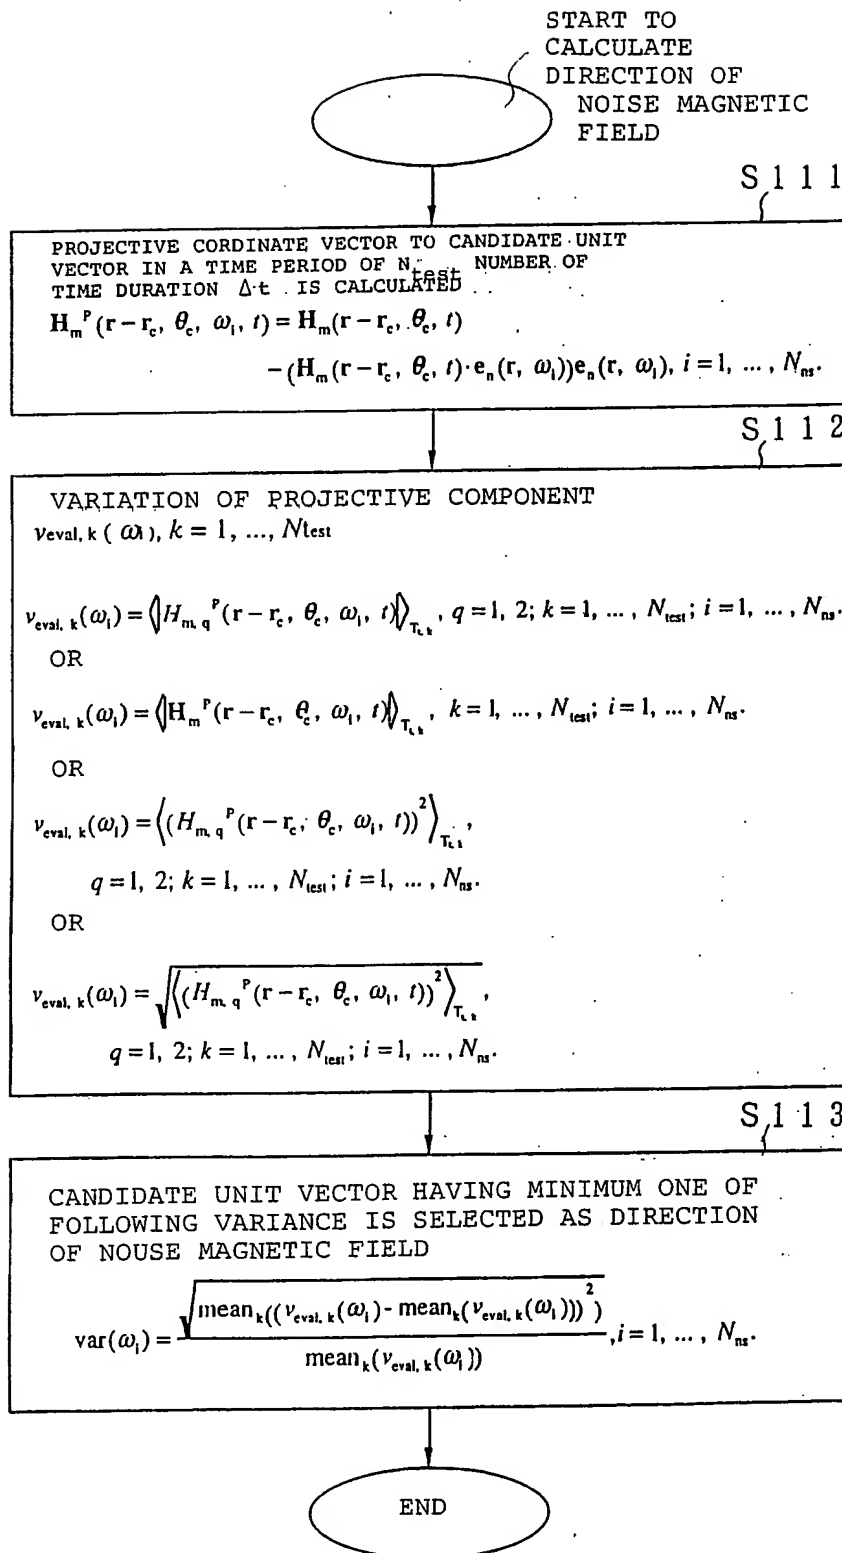 START TO
CALCULATE
DIRECTION OF
NOISE MAGNETIC
FIELD
S111
PROJECTIVE CORDINATE VECTOR TO CANDIDATE UNIT
VECTOR IN A TIME PERIOD OF N_test NUMBER OF
TIME DURATION Δt IS CALCULATED
H_m^P(r−r_c, θ_c, ω_i, t) = H_m(r−r_c, θ_c, t)
−(H_m(r−r_c, θ_c, t)·e_n(r, ω_i))e_n(r, ω_i), i=1, ..., N_ns.
S112
VARIATION OF PROJECTIVE COMPONENT
ν_eval, k(ω_i), k = 1, ..., N_test
ν_eval, k(ω_i) = ⟨|H_m, q^P(r−r_c, θ_c, ω_i, t)|⟩_T_t, k, q=1, 2; k=1, ..., N_test; i=1, ..., N_ns.
OR
ν_eval, k(ω_i) = ⟨|H_m^P(r−r_c, θ_c, ω_i, t)|⟩_T_t, k, k=1, ..., N_test; i=1, ..., N_ns.
OR
ν_eval, k(ω_i) = ⟨(H_m, q^P(r−r_c, θ_c, ω_i, t))^2⟩_T_t, k,
q=1, 2; k=1, ..., N_test; i=1, ..., N_ns.
OR
ν_eval, k(ω_i) = √⟨(H_m, q^P(r−r_c, θ_c, ω_i, t))^2⟩_T_t, k,
q=1, 2; k=1, ..., N_test; i=1, ..., N_ns.
S113
CANDIDATE UNIT VECTOR HAVING MINIMUM ONE OF
FOLLOWING VARIANCE IS SELECTED AS DIRECTION
OF NOUSE MAGNETIC FIELD
var(ω_i) = √mean_k((ν_eval, k(ω_i) - mean_k(ν_eval, k(ω_i)))^2) / mean_k(ν_eval, k(ω_i)), i=1, ..., N_ns.
END